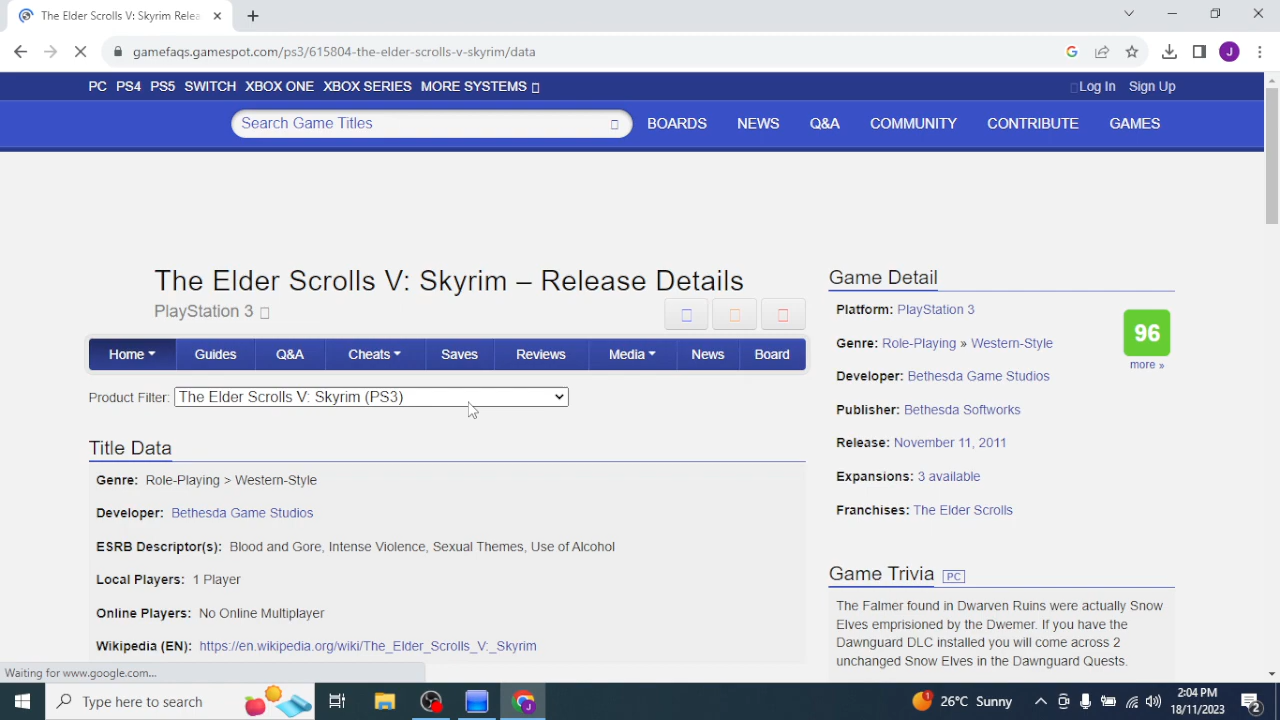 The Elder Scrolls V: Skyrim Relea
gamefaqs.gamespot.com/ps3/615804-the-elder-scrolls-v-skyrim/data
J
PC PS4 PS5 SWITCH XBOX ONE XBOX SERIES MORE SYSTEMS
Log In Sign Up
Search Game Titles
BOARDS NEWS Q&A COMMUNITY CONTRIBUTE GAMES
The Elder Scrolls V: Skyrim – Release Details
PlayStation 3
Home Guides Q&A Cheats Saves Reviews Media News Board
Product Filter: The Elder Scrolls V: Skyrim (PS3)
Title Data
Genre: Role-Playing > Western-Style
Developer: Bethesda Game Studios
ESRB Descriptor(s): Blood and Gore, Intense Violence, Sexual Themes, Use of Alcohol
Local Players: 1 Player
Online Players: No Online Multiplayer
Wikipedia (EN): https://en.wikipedia.org/wiki/The_Elder_Scrolls_V:_Skyrim
Game Detail
Platform: PlayStation 3
Genre: Role-Playing » Western-Style
Developer: Bethesda Game Studios
Publisher: Bethesda Softworks
Release: November 11, 2011
Expansions: 3 available
Franchises: The Elder Scrolls
96
more »
Game Trivia PC
The Falmer found in Dwarven Ruins were actually Snow
Elves emprisioned by the Dwemer. If you have the
Dawnguard DLC installed you will come across 2
unchanged Snow Elves in the Dawnguard Quests.
Waiting for www.google.com...
Type here to search
J
1
26°C Sunny
2:04 PM
18/11/2023
2